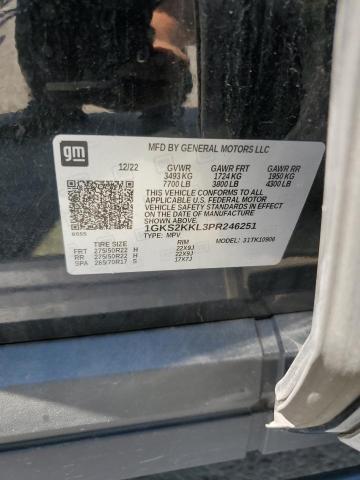 gm
MFD BY GENERAL MOTORS LLC
12/22 GVWR GAWR FRT GAWR RR
3493 KG 1724 KG 1950 KG
7700 LB 3800 LB 4300 LB
THIS VEHICLE CONFORMS TO ALL
APPLICABLE U.S. FEDERAL MOTOR
VEHICLE SAFETY STANDARDS IN EFFECT
ON THE DATE OF MANUFACTURE SHOWN ABOVE.
1GKS2KKL3PR246251
TYPE: MPV MODEL: 31TK10906
TIRE SIZE RIM
FRT 275/50R22 H 22X9J
RR 275/50R22 H 22X9J
SPA 265/70R17 S 17X7J